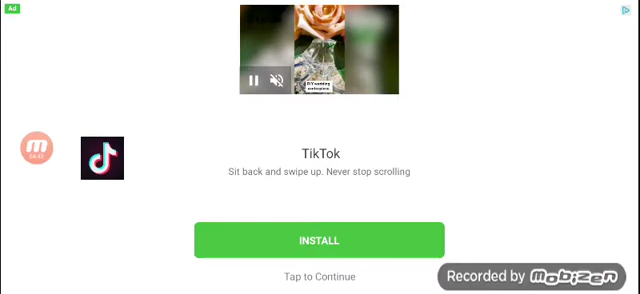 Ad
TikTok
Sit back and swipe up. Never stop scrolling
INSTALL
Tap to Continue
Recorded by mobizen